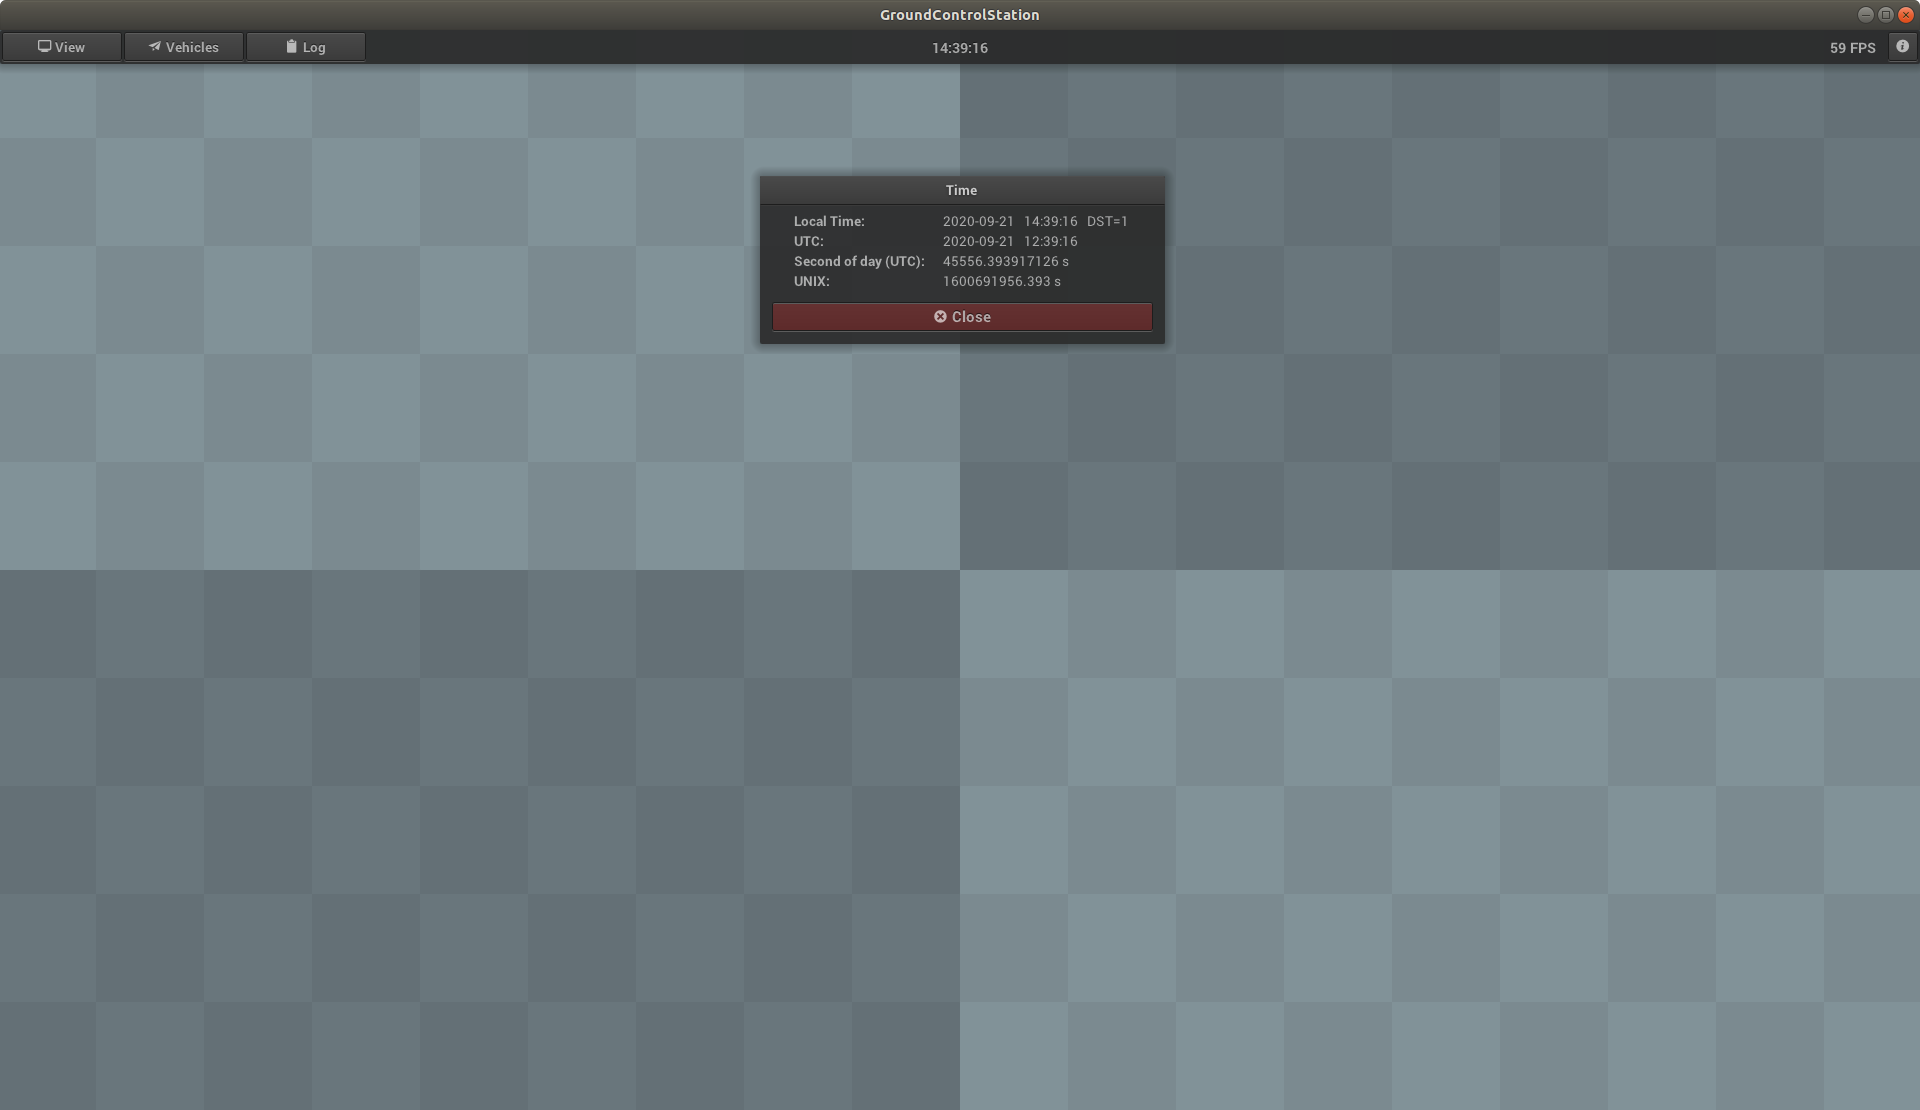 GroundControlStation
View Vehicles Log 14:39:16 59 FPS
Time
Local Time: 2020-09-21 14:39:16 DST=1
UTC: 2020-09-21 12:39:16
Second of day (UTC): 45556.393917126 s
UNIX: 1600691956.393 s
Close